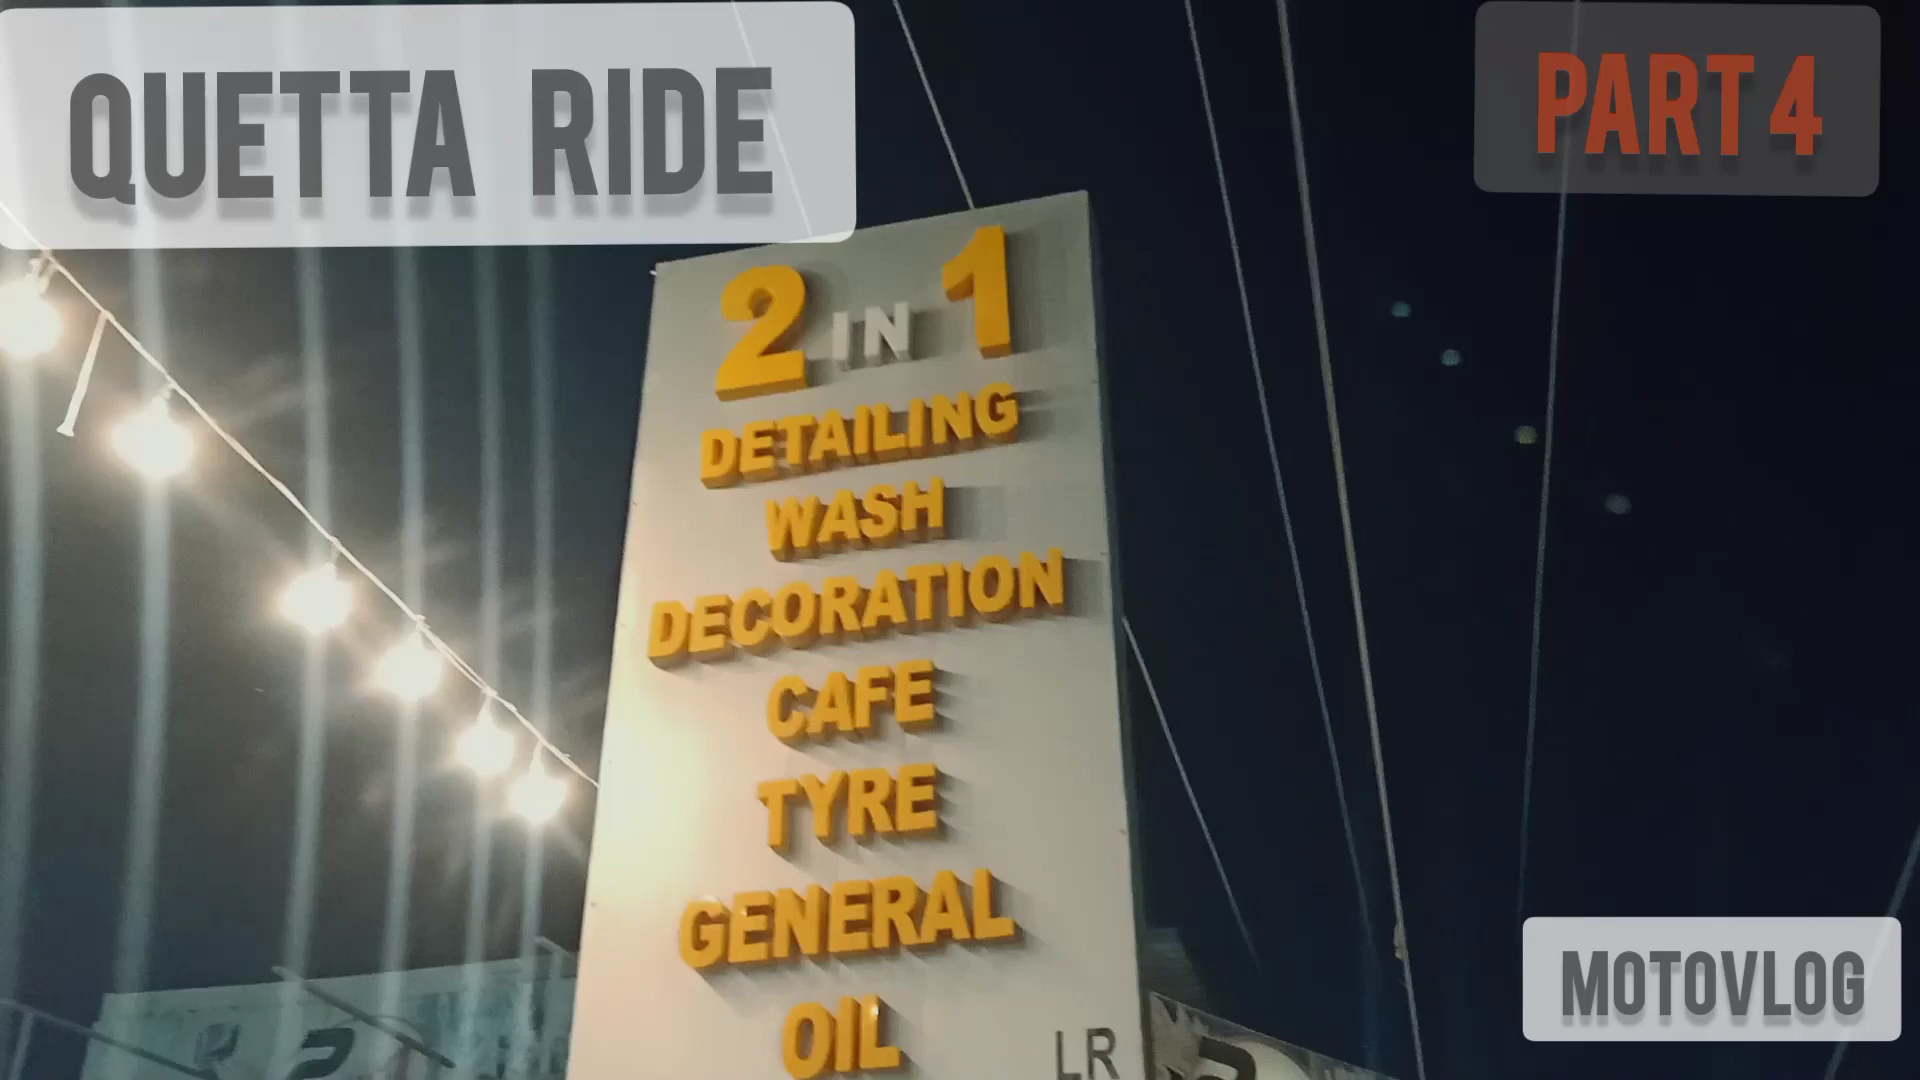 QUETTA RIDE
PART 4
2 IN 1
DETAILING
WASH
DECORATION
CAFE
TYRE
GENERAL
OIL
LR
MOTOVLOG